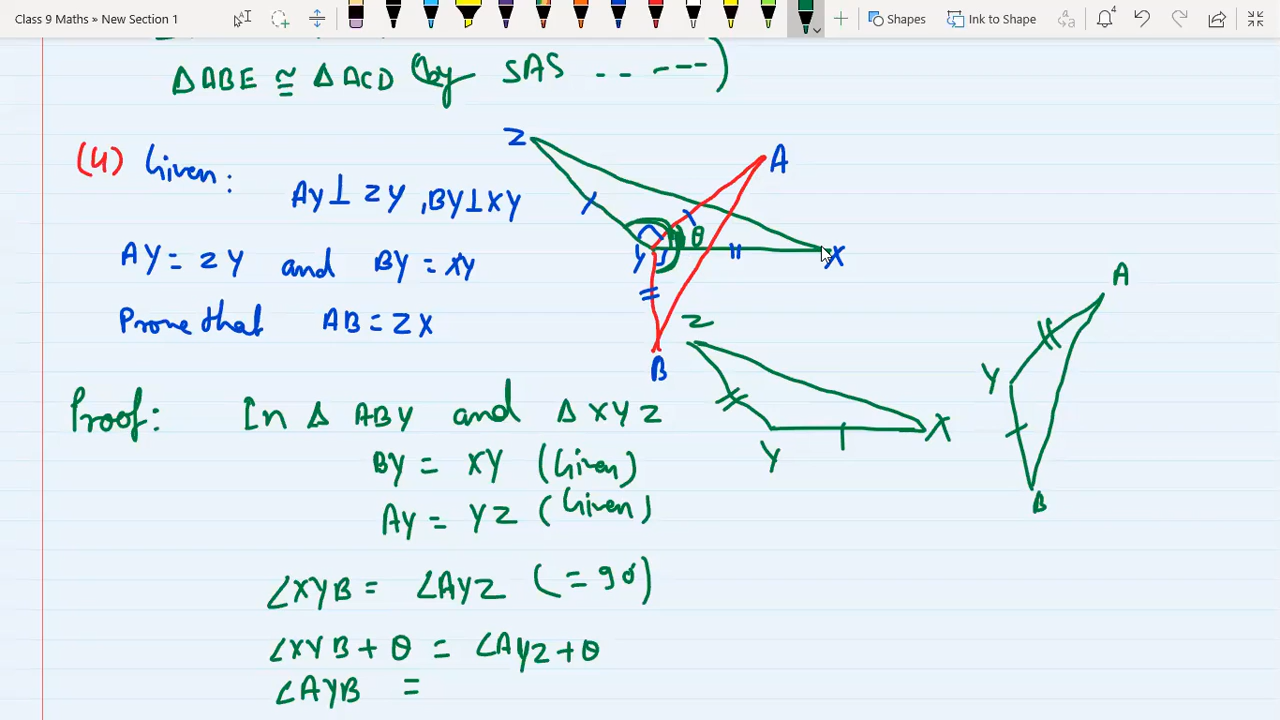 Class 9 Maths » New Section 1
Shapes
Ink to Shape
4
ΔABE ≅ ΔACD (by SAS .. ---)
(4) Given:
AY⊥ZY, BY⊥XY
AY = ZY and BY = XY
Prove that AB = ZX
Z
A
θ
Y
X
B
Z
Y
X
A
Y
B
Proof: In Δ ABY and Δ XYZ
BY = XY (Given)
AY = YZ (Given)
∠XYB = ∠AYZ (= 90°)
∠XYB + θ = ∠AYZ + θ
∠AYB =